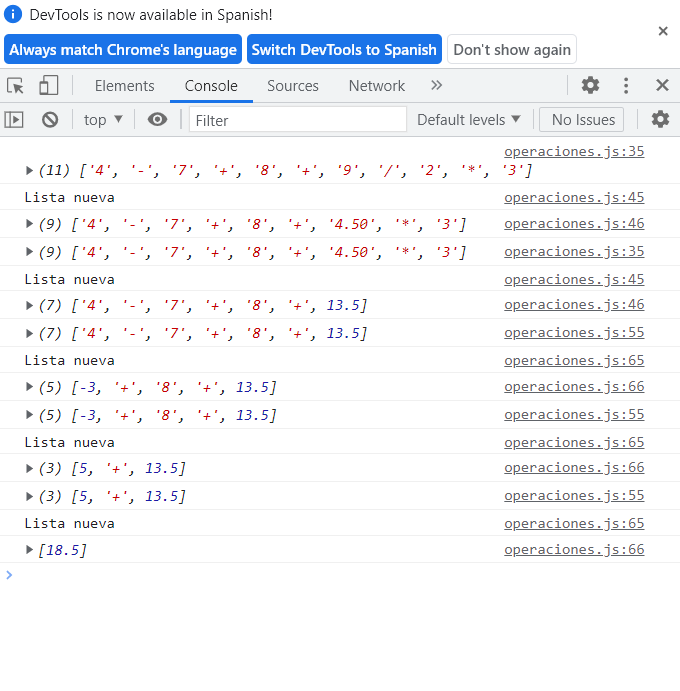 DevTools is now available in Spanish!
Always match Chrome's language Switch DevTools to Spanish Don't show again
Elements Console Sources Network
top Filter Default levels No Issues
operaciones.js:35
(11) ['4', '-', '7', '+', '8', '+', '9', '/', '2', '*', '3']
Lista nueva operaciones.js:45
(9) ['4', '-', '7', '+', '8', '+', '4.50', '*', '3'] operaciones.js:46
(9) ['4', '-', '7', '+', '8', '+', '4.50', '*', '3'] operaciones.js:35
Lista nueva operaciones.js:45
(7) ['4', '-', '7', '+', '8', '+', 13.5] operaciones.js:46
(7) ['4', '-', '7', '+', '8', '+', 13.5] operaciones.js:55
Lista nueva operaciones.js:65
(5) [-3, '+', '8', '+', 13.5] operaciones.js:66
(5) [-3, '+', '8', '+', 13.5] operaciones.js:55
Lista nueva operaciones.js:65
(3) [5, '+', 13.5] operaciones.js:66
(3) [5, '+', 13.5] operaciones.js:55
Lista nueva operaciones.js:65
[18.5] operaciones.js:66